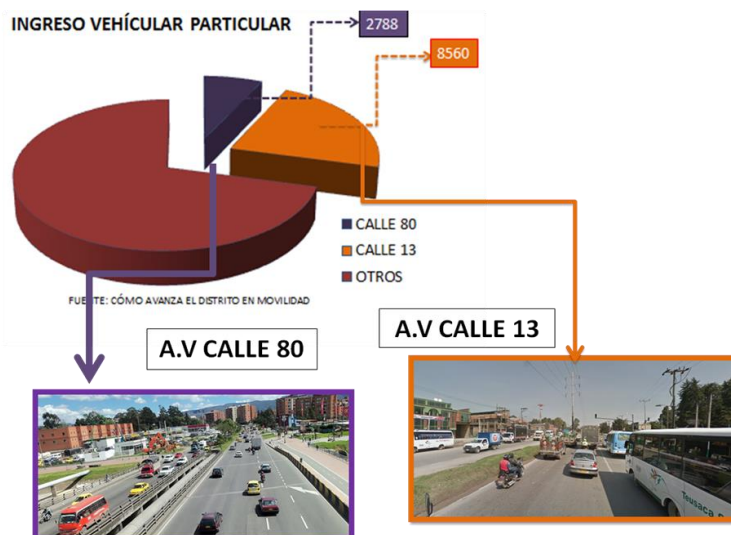 INGRESO VEHÍCULAR PARTICULAR
2788
8560
CALLE 80
CALLE 13
OTROS
FUENTE: CÓMO AVANZA EL DISTRITO EN MOVILIDAD
A.V CALLE 80
A.V CALLE 13
Teusaca